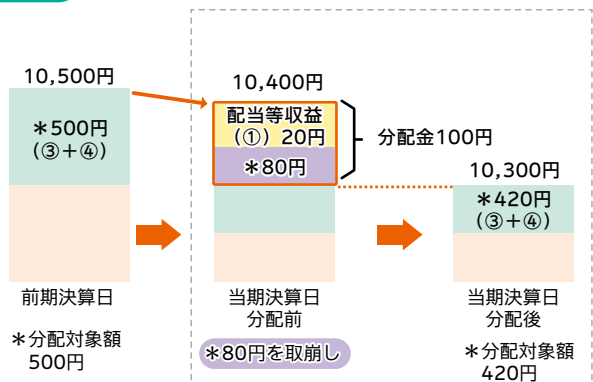 10,500円
＊500円
（③＋④）
前期決算日
＊分配対象額
500円
10,400円
配当等収益
（①）20円
＊80円
分配金100円
当期決算日
分配前
＊80円を取崩し
10,300円
＊420円
（③＋④）
当期決算日
分配後
＊分配対象額
420円